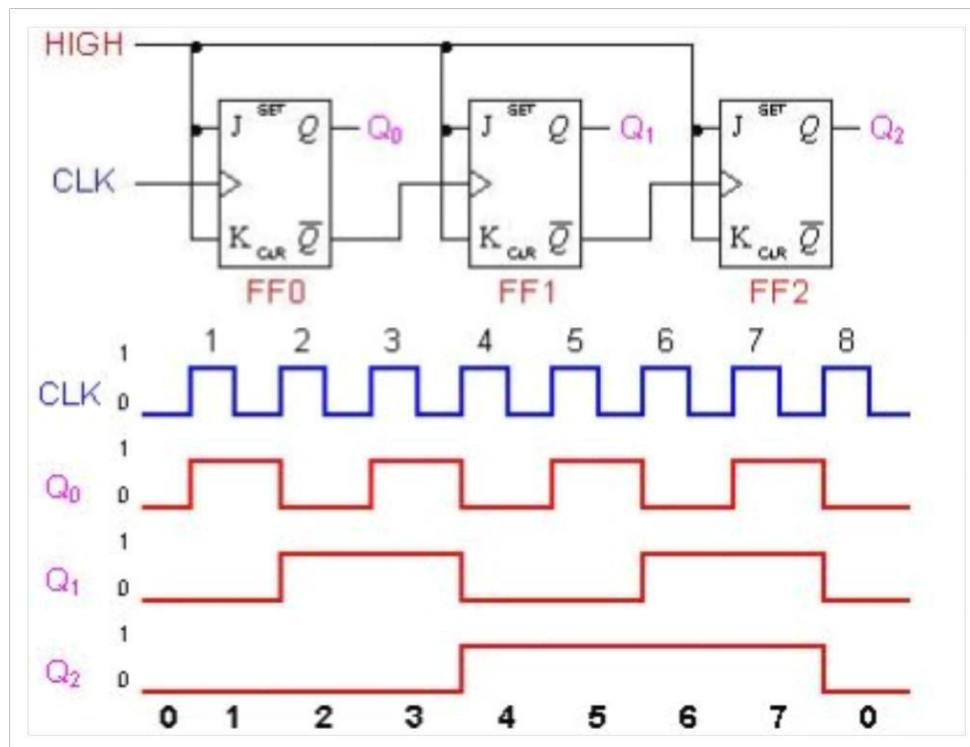 HIGH
SET SET SET
J Q Q0 J Q Q1 J Q Q2
CLK
K CLR Q̅ K CLR Q̅ K CLR Q̅
FF0 FF1 FF2
1 2 3 4 5 6 7 8
1
CLK 0
1
Q0 0
1
Q1 0
1
Q2 0
0 1 2 3 4 5 6 7 0